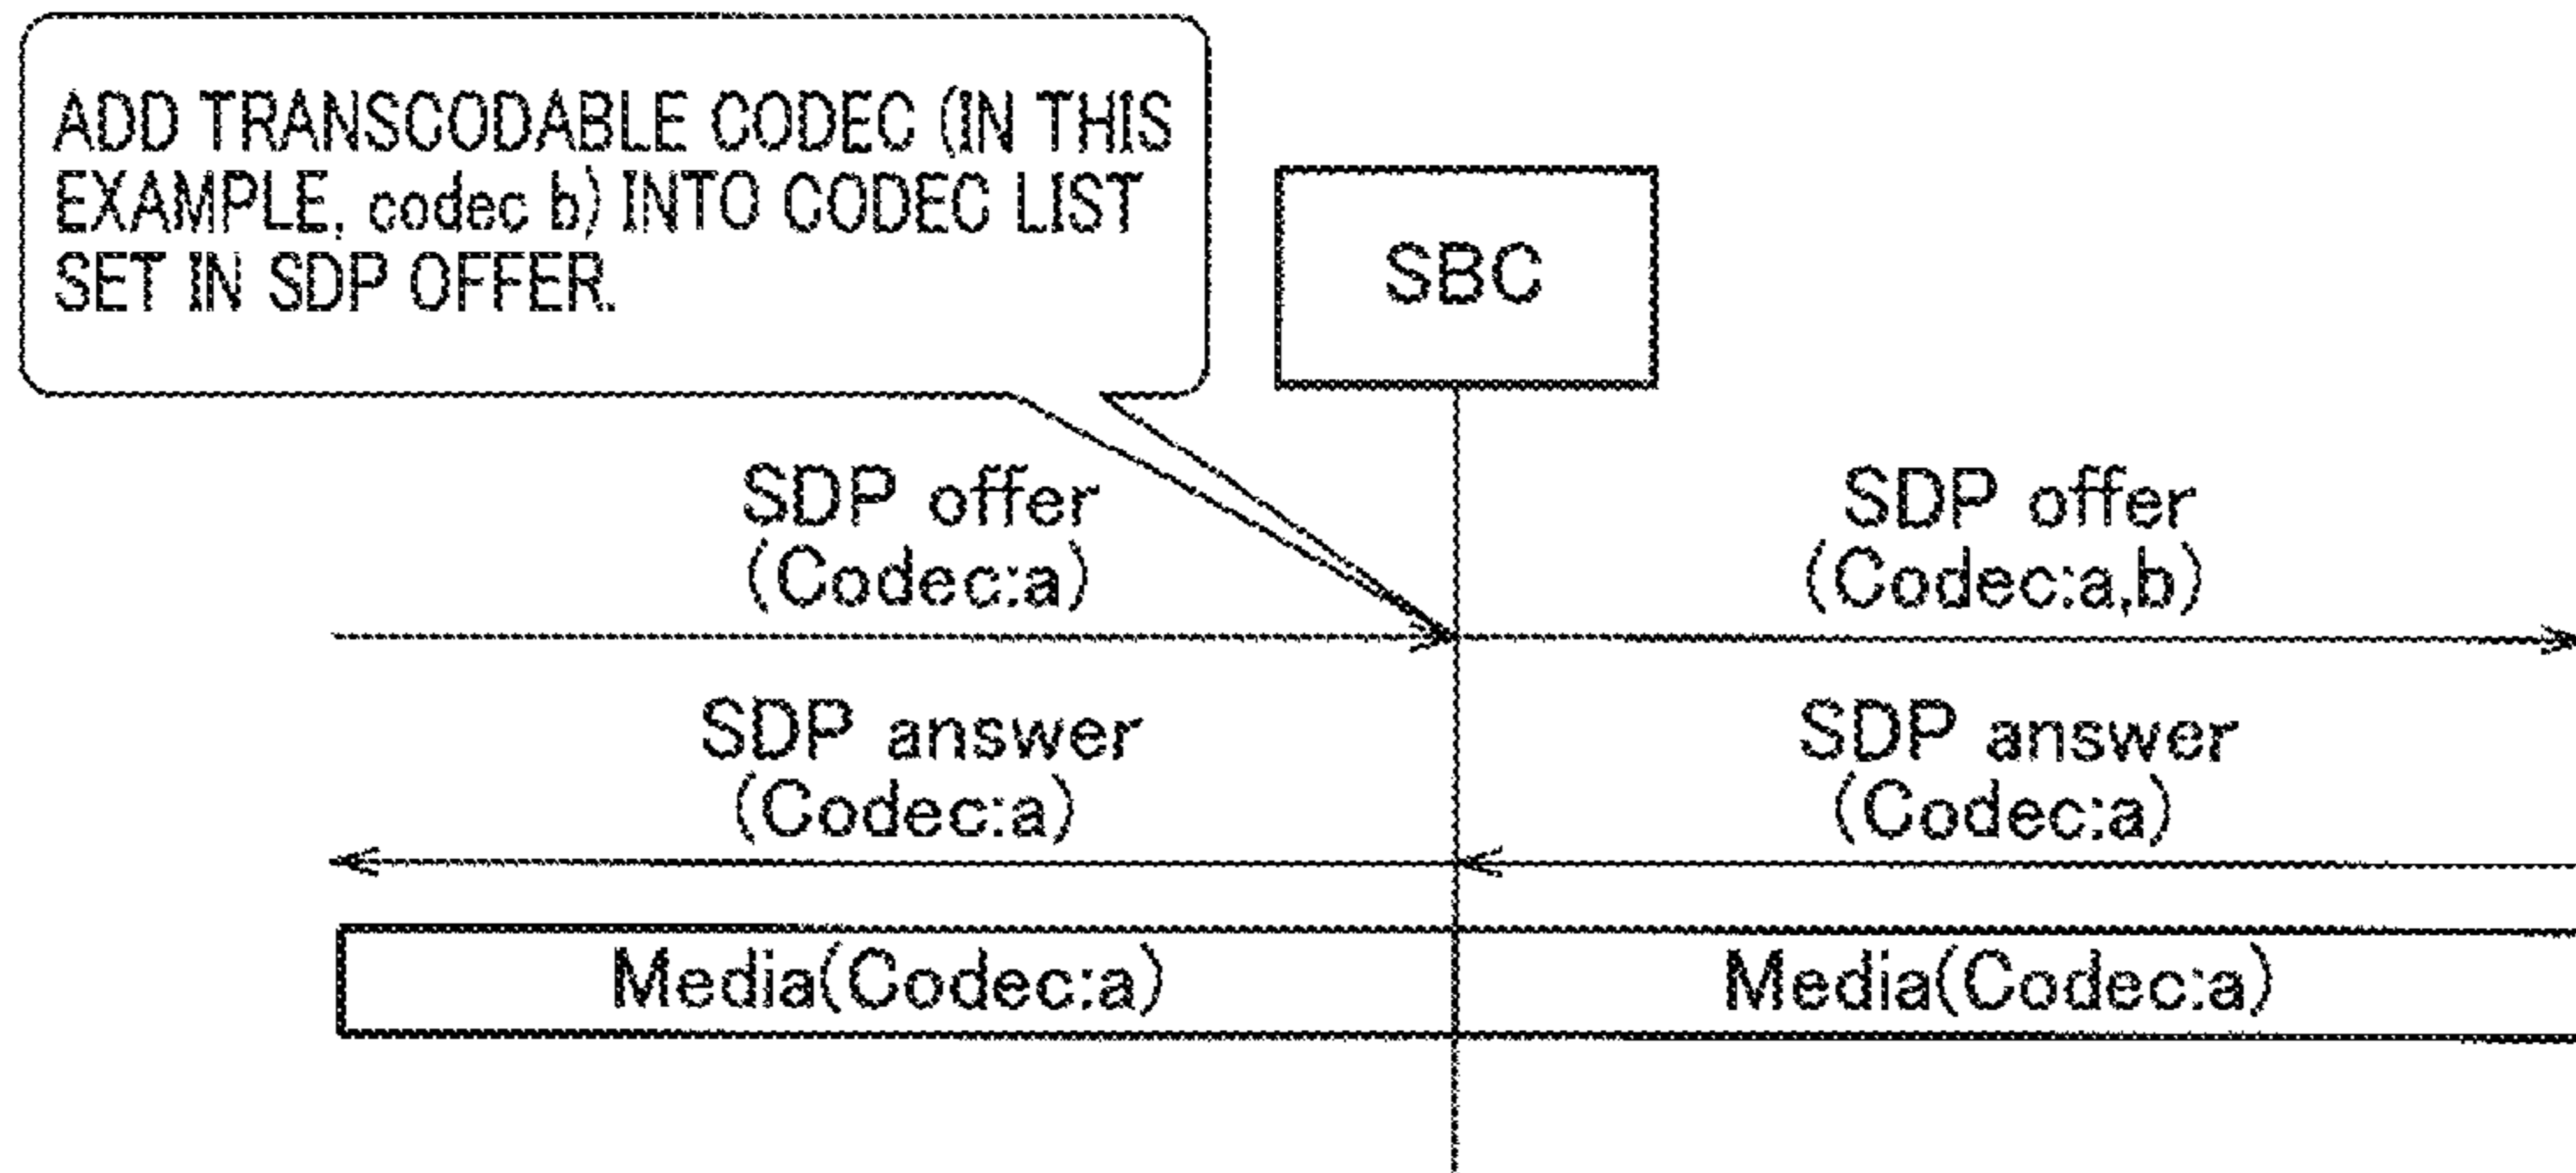 ADD TRANSCODABLE CODEC (IN THIS
EXAMPLE, codec b) INTO CODEC LIST
SET IN SDP OFFER.
SBC
SDP offer
(Codec:a)
SDP offer
(Codec:a,b)
SDP answer
(Codec:a)
SDP answer
(Codec:a)
Media(Codec:a)
Media(Codec:a)